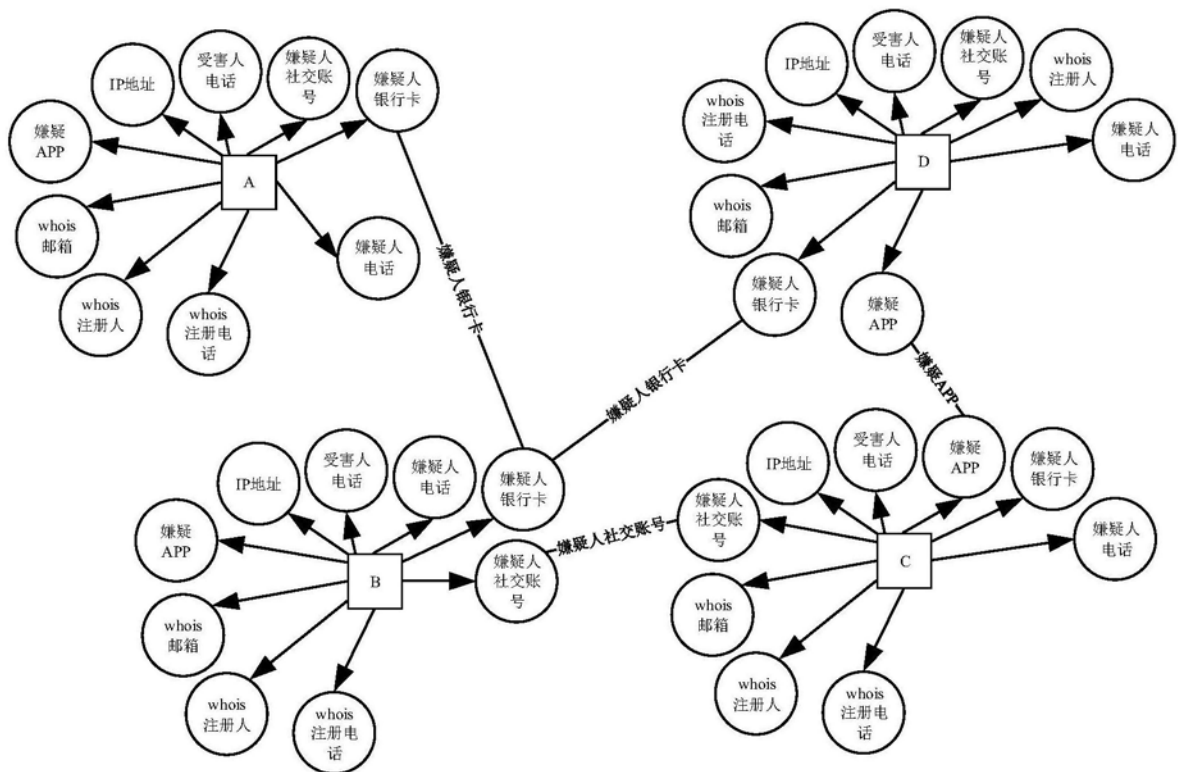 IP地址
受害人
电话
嫌疑人
社交账
号
嫌疑人
银行卡
嫌疑
APP
A
whois
邮箱
whois
注册人
whois
注册电
话
嫌疑人
电话
嫌疑人银行卡
IP地址
受害人
电话
嫌疑人
社交账
号
whois
注册人
whois
注册电
话
嫌疑人
电话
D
whois
邮箱
嫌疑人
银行卡
嫌疑
APP
嫌疑人银行卡
嫌疑APP
IP地址
受害人
电话
嫌疑人
电话
嫌疑人
银行卡
嫌疑
APP
B
嫌疑人
社交账
号
whois
邮箱
whois
注册人
whois
注册电
话
嫌疑人社交账号
IP地址
受害人
电话
嫌疑
APP
嫌疑人
银行卡
嫌疑人
社交账
号
嫌疑人
电话
C
whois
邮箱
whois
注册人
whois
注册电
话